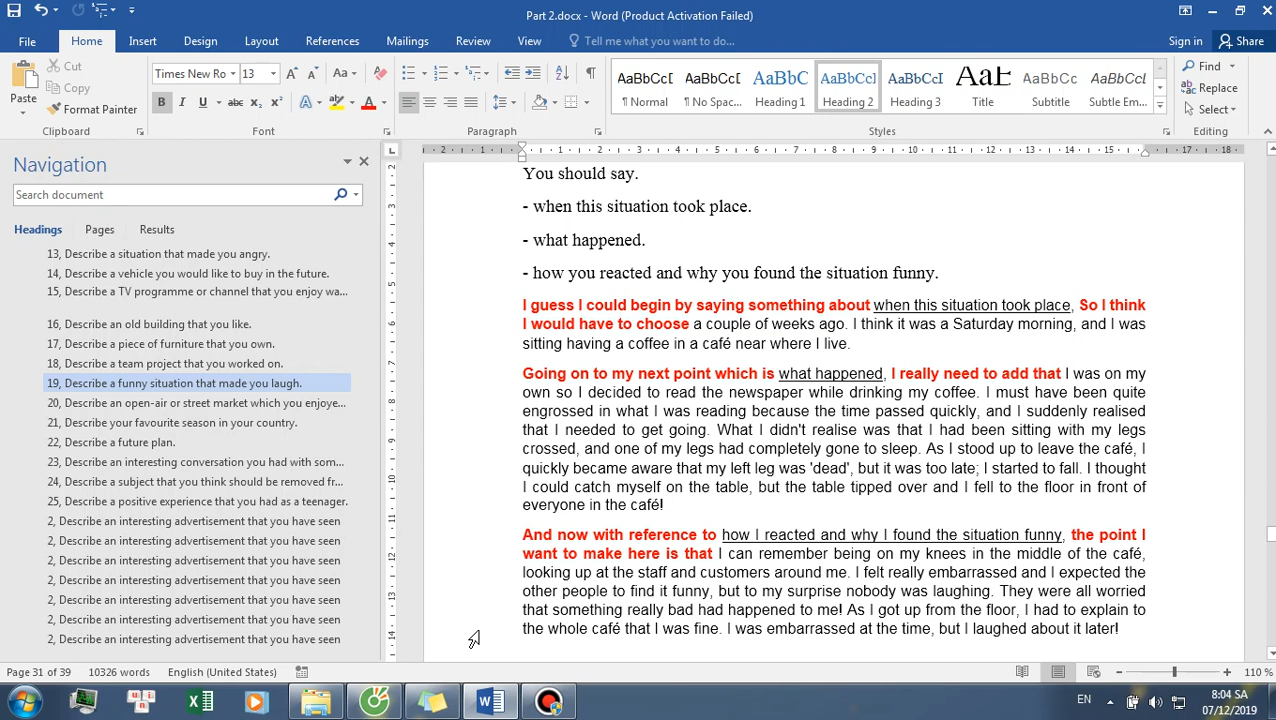 Part 2.docx - Word (Product Activation Failed)
File Home Insert Design Layout References Mailings Review View Tell me what you want to do... Sign in Share
Cut
Copy
Format Painter
Paste
Times New Ro 13
AaBbCcI AaBbCcI AaBbC AaBbCcI AaBbCcI AaB AaBbCcI AaBbCcI
¶ Normal ¶ No Spac... Heading 1 ¶ Heading 2 Heading 3 Title Subtitle Subtle Em...
Find
Replace
Select
Clipboard Font Paragraph Styles Editing
Navigation
Search document
Headings Pages Results
13, Describe a situation that made you angry.
14, Describe a vehicle you would like to buy in the future.
15, Describe a TV programme or channel that you enjoy wa...
16, Describe an old building that you like.
17, Describe a piece of furniture that you own.
18, Describe a team project that you worked on.
19, Describe a funny situation that made you laugh.
20, Describe an open-air or street market which you enjoye...
21, Describe your favourite season in your country.
22, Describe a future plan.
23, Describe an interesting conversation you had with som...
24, Describe a subject that you think should be removed fr...
25, Describe a positive experience that you had as a teenager.
2, Describe an interesting advertisement that you have seen
2, Describe an interesting advertisement that you have seen
2, Describe an interesting advertisement that you have seen
2, Describe an interesting advertisement that you have seen
2, Describe an interesting advertisement that you have seen
2, Describe an interesting advertisement that you have seen
2, Describe an interesting advertisement that you have seen
You should say.
- when this situation took place.
- what happened.
- how you reacted and why you found the situation funny.
I guess I could begin by saying something about when this situation took place, So I think
I would have to choose a couple of weeks ago. I think it was a Saturday morning, and I was
sitting having a coffee in a café near where I live.
Going on to my next point which is what happened, I really need to add that I was on my
own so I decided to read the newspaper while drinking my coffee. I must have been quite
engrossed in what I was reading because the time passed quickly, and I suddenly realised
that I needed to get going. What I didn't realise was that I had been sitting with my legs
crossed, and one of my legs had completely gone to sleep. As I stood up to leave the café, I
quickly became aware that my left leg was 'dead', but it was too late; I started to fall. I thought
I could catch myself on the table, but the table tipped over and I fell to the floor in front of
everyone in the café!
And now with reference to how I reacted and why I found the situation funny, the point I
want to make here is that I can remember being on my knees in the middle of the café,
looking up at the staff and customers around me. I felt really embarrassed and I expected the
other people to find it funny, but to my surprise nobody was laughing. They were all worried
that something really bad had happened to me! As I got up from the floor, I had to explain to
the whole café that I was fine. I was embarrassed at the time, but I laughed about it later!
Page 31 of 39 10326 words English (United States) 110 %
EN 8:04 SA
07/12/2019